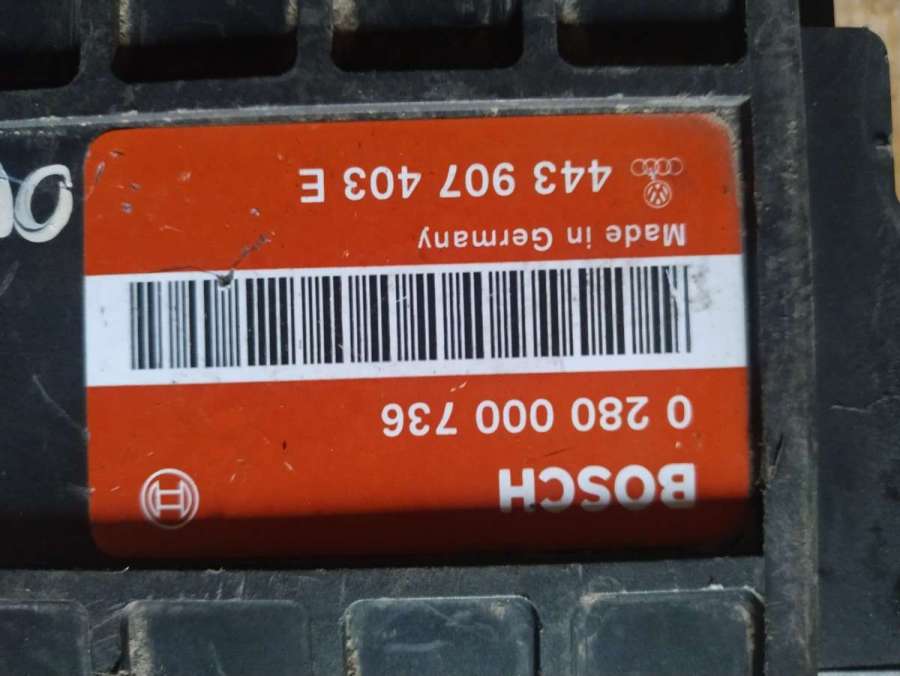 BOSCH
0 280 000 736
Made in Germany
443 907 403 E